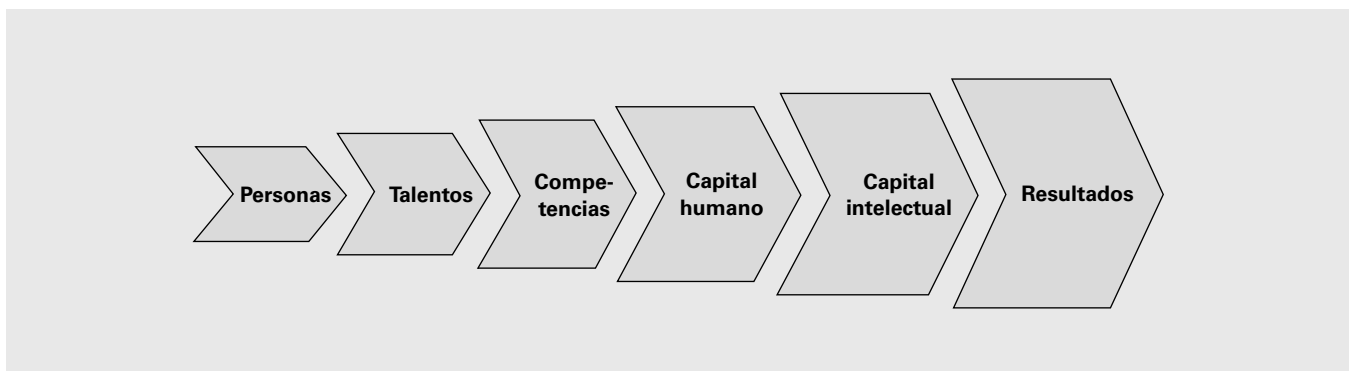 Personas
Talentos
Compe-
tencias
Capital
humano
Capital
intelectual
Resultados